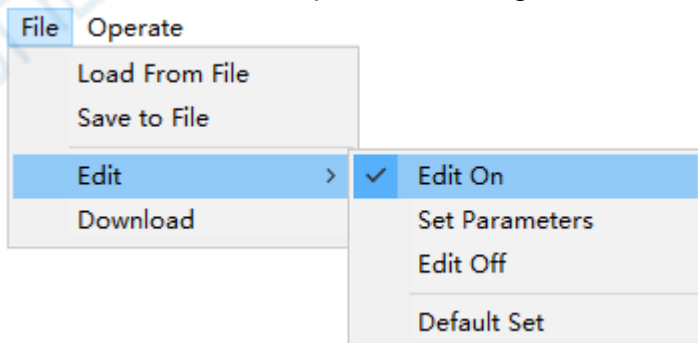 File Operate
Load From File
Save to File
Edit
Edit On
Download
Set Parameters
Edit Off
Default Set